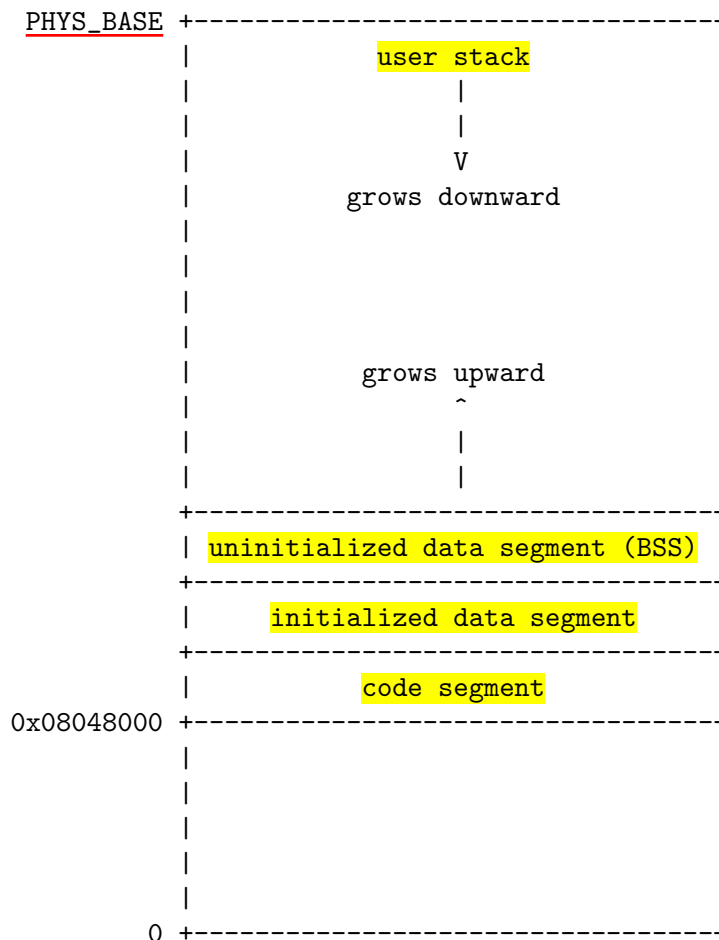 PHYS_BASE +----------------------------------
| user stack
| |
| |
| V
| grows downward
|
|
|
|
| grows upward
| ^
| |
| |
+----------------------------------
| uninitialized data segment (BSS)
+----------------------------------
| initialized data segment
+----------------------------------
| code segment
0x08048000 +----------------------------------
|
|
|
|
|
0 +----------------------------------